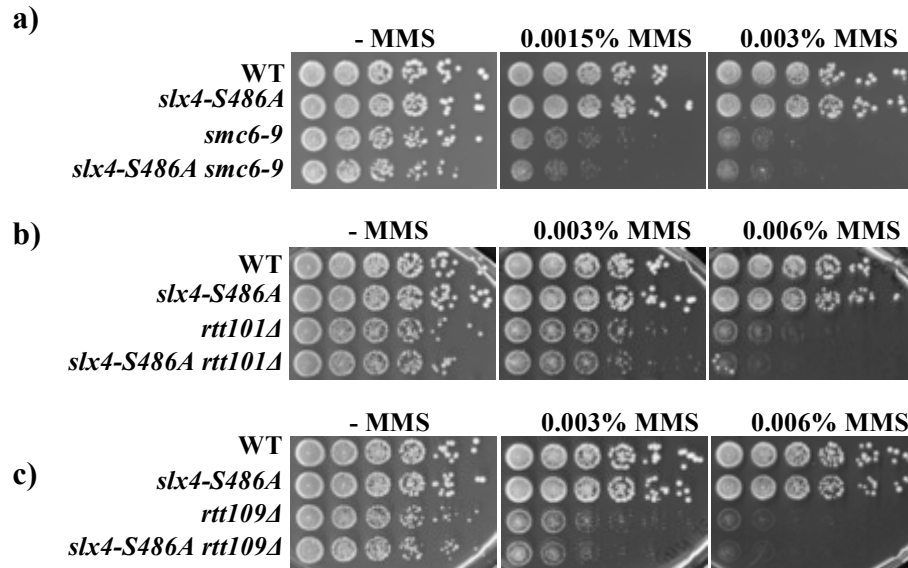 a)
- MMS 0.0015% MMS 0.003% MMS
WT
slx4-S486A
smc6-9
slx4-S486A smc6-9
b)
- MMS 0.003% MMS 0.006% MMS
WT
slx4-S486A
rtt101Δ
slx4-S486A rtt101Δ
- MMS 0.003% MMS 0.006% MMS
WT
c)
slx4-S486A
rtt109Δ
slx4-S486A rtt109Δ